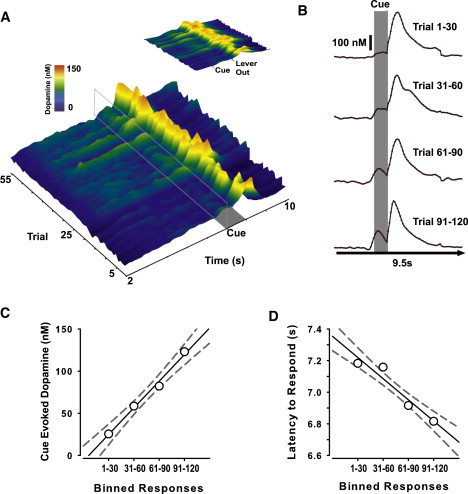 A
150
Dopamine (nM)
0
Cue
Lever
Out
55
Trial
25
5
2
Time (s)
Cue
10
B
Cue
100 nM
Trial 1-30
Trial 31-60
Trial 61-90
Trial 91-120
9.5s
C
Cue Evoked Dopamine (nM)
150
100
50
0
1-30 31-60 61-90 91-120
Binned Responses
D
Latency to Respond (s)
7.4
7.2
7.0
6.8
6.6
1-30 31-60 61-90 91-120
Binned Responses